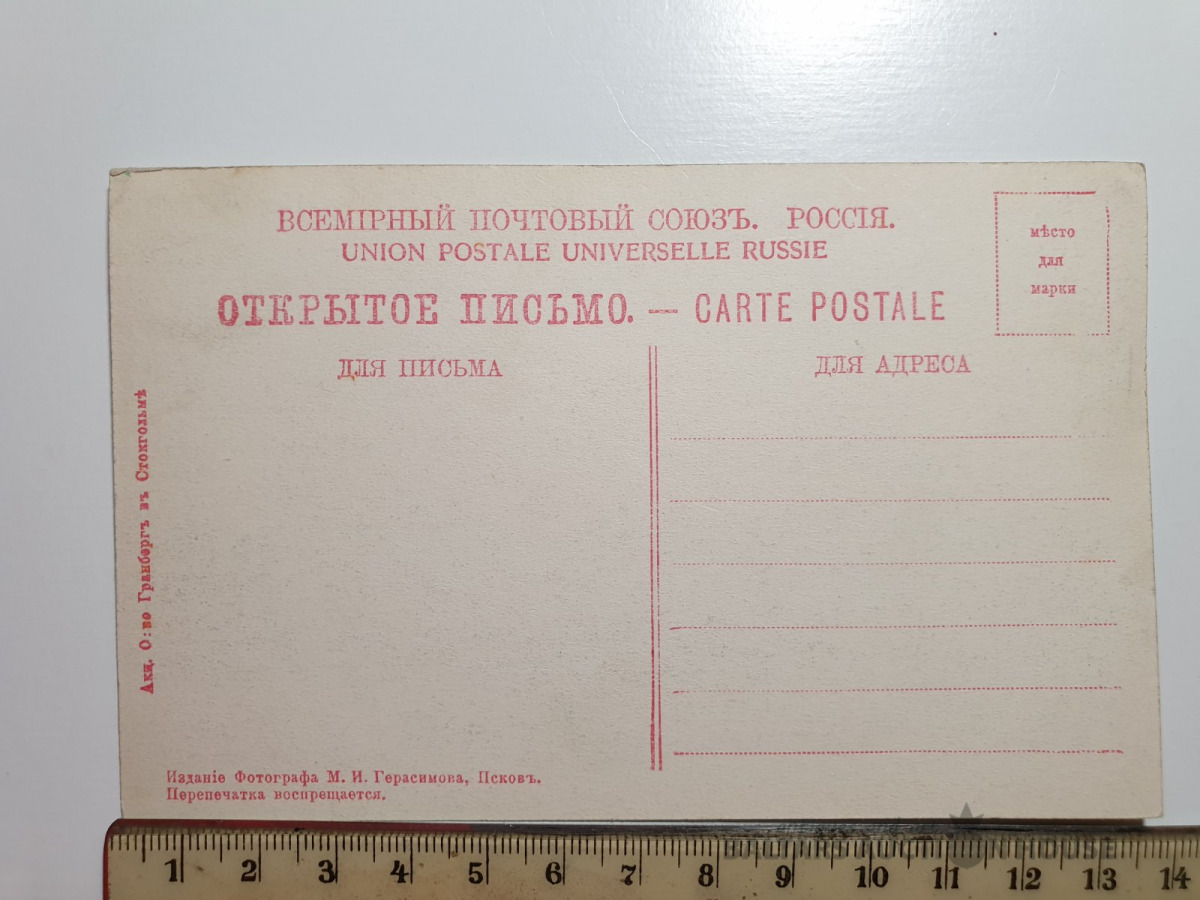 ВСЕМІРНЫЙ ПОЧТОВЫЙ СОЮЗЪ. РОССІЯ.
UNION POSTALE UNIVERSELLE RUSSIE
ОТКРЫТОЕ ПИСЬМО. — CARTE POSTALE
мѣсто
для
марки
ДЛЯ ПИСЬМА
ДЛЯ АДРЕСА
Акц. О:во Гранбергъ въ Стокгольмѣ
Изданіе Фотографа М. И. Герасимова, Псковъ.
Перепечатка воспрещается.
1 2 3 4 5 6 7 8 9 10 11 12 13 14